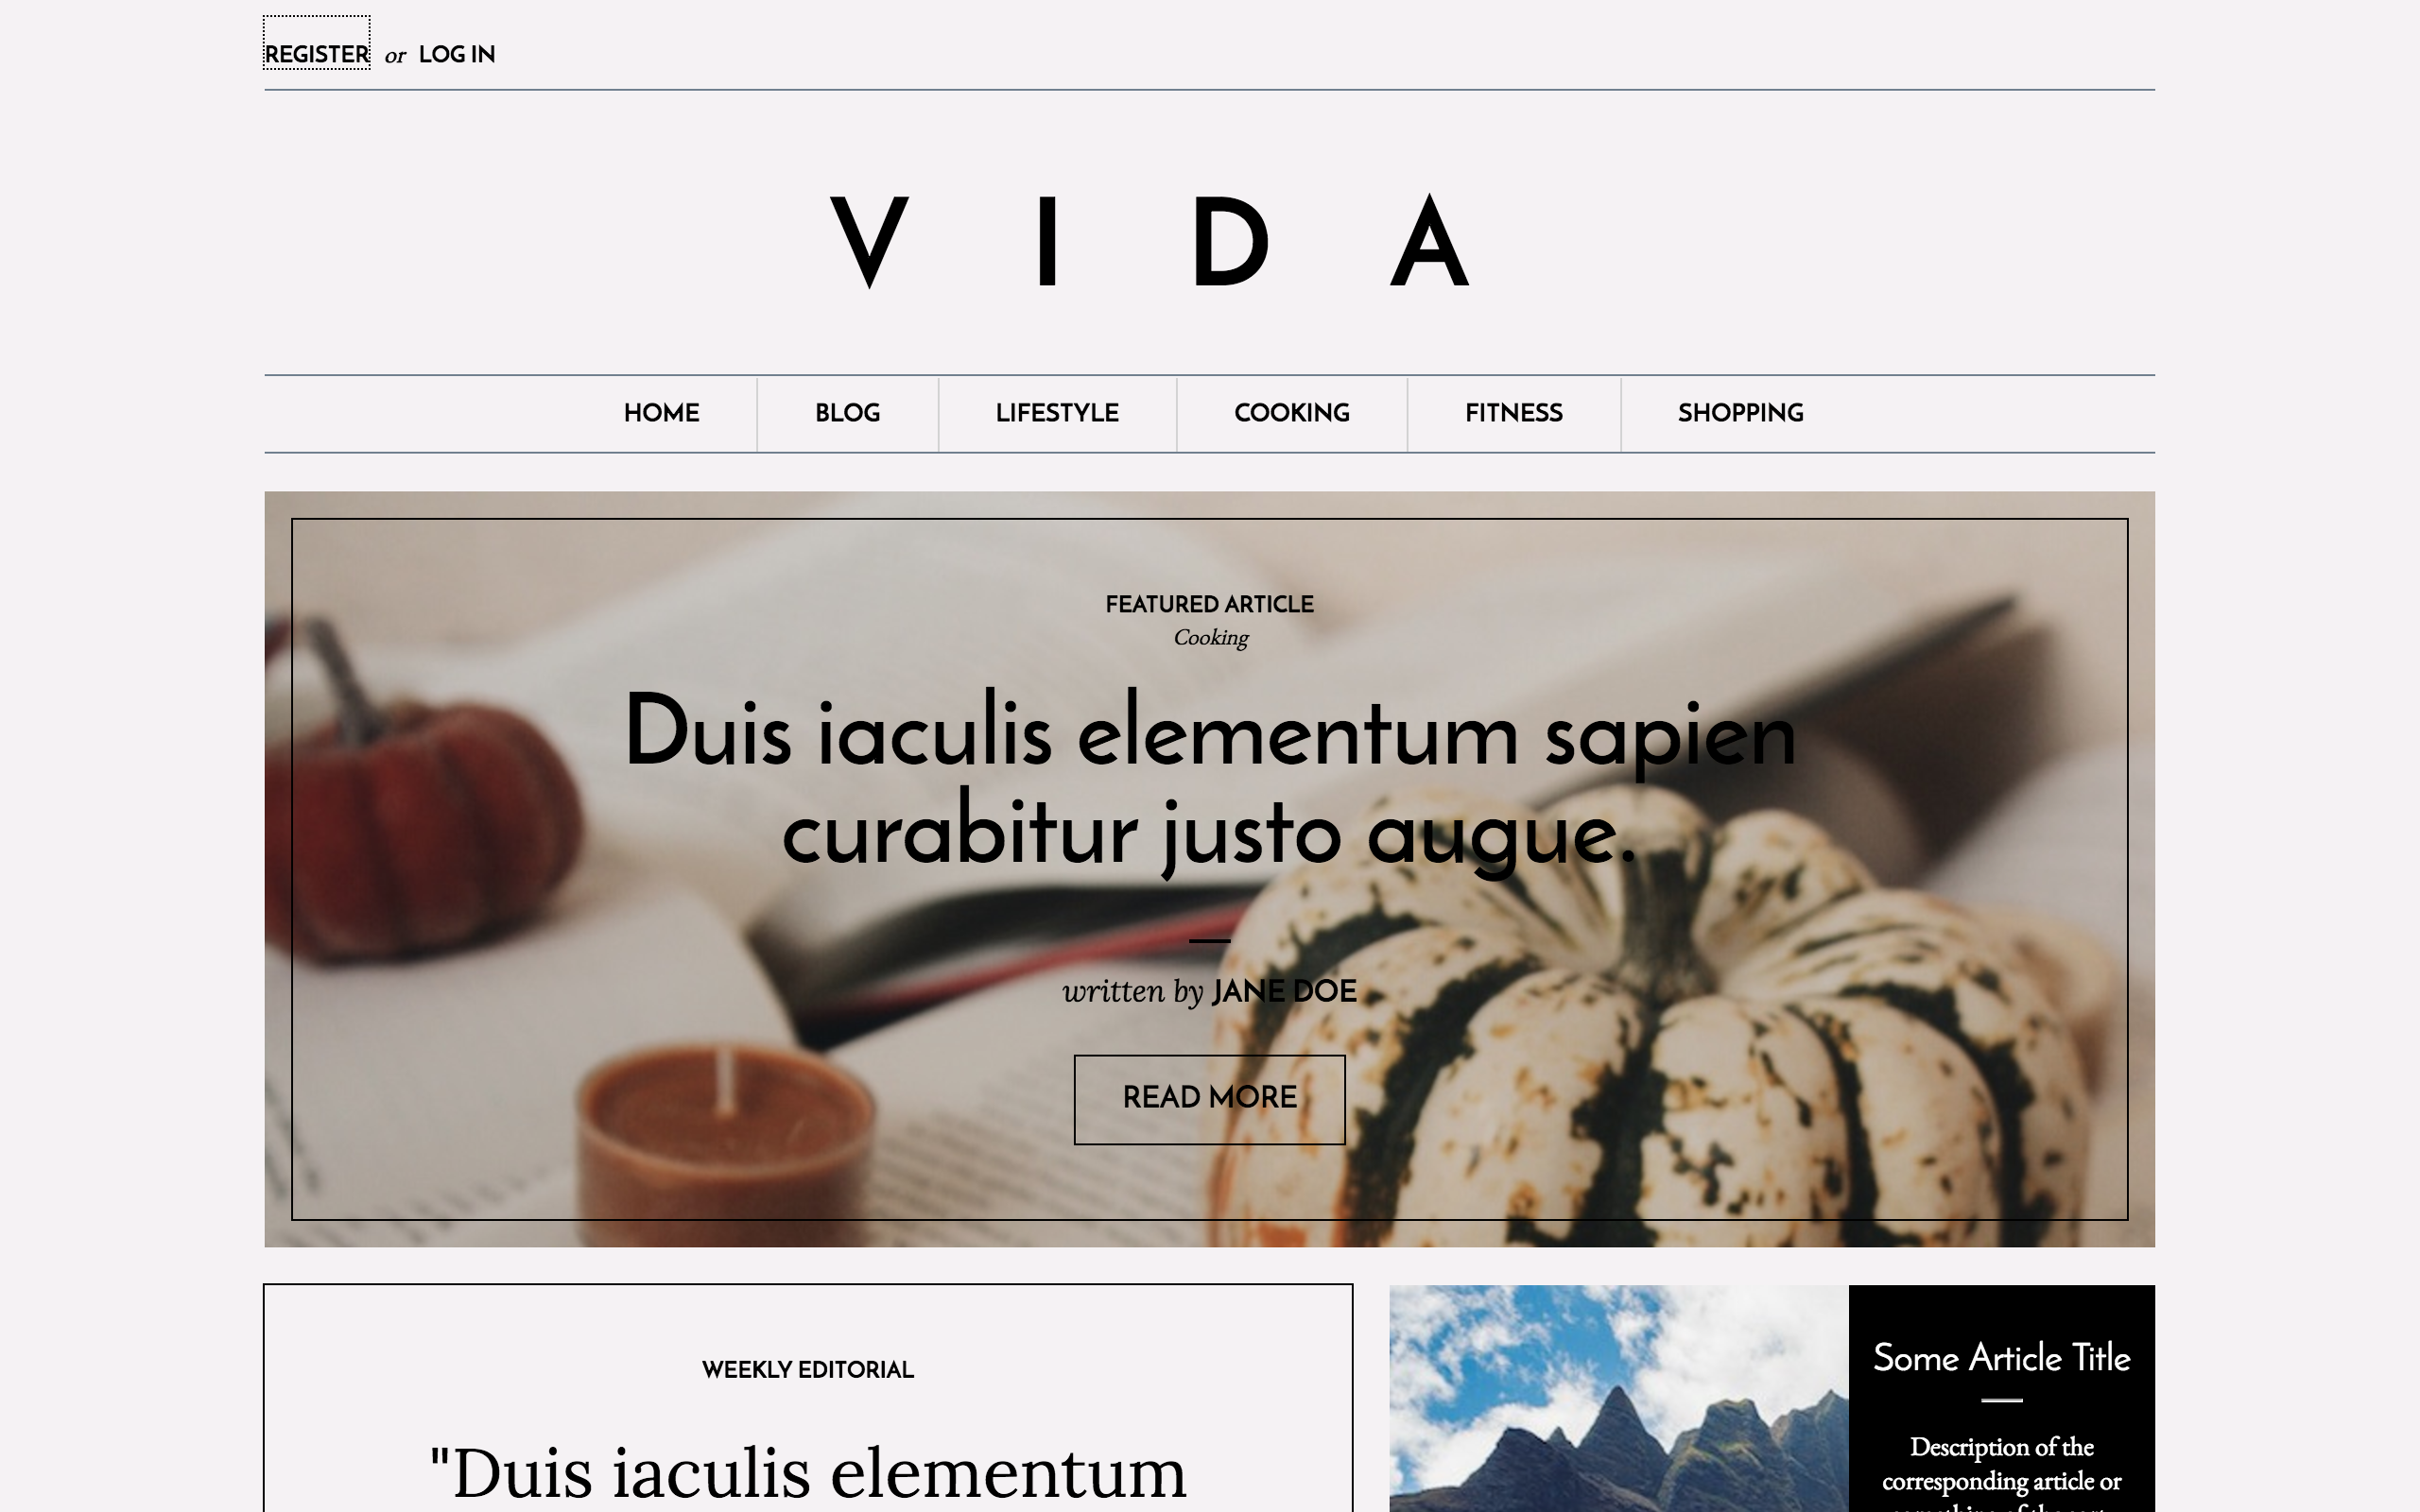 REGISTER or LOG IN
V I D A
HOME BLOG LIFESTYLE COOKING FITNESS SHOPPING
FEATURED ARTICLE
Cooking
Duis iaculis elementum sapien
curabitur justo augue.
written by JANE DOE
READ MORE
WEEKLY EDITORIAL
"Duis iaculis elementum
Some Article Title
Description of the
corresponding article or